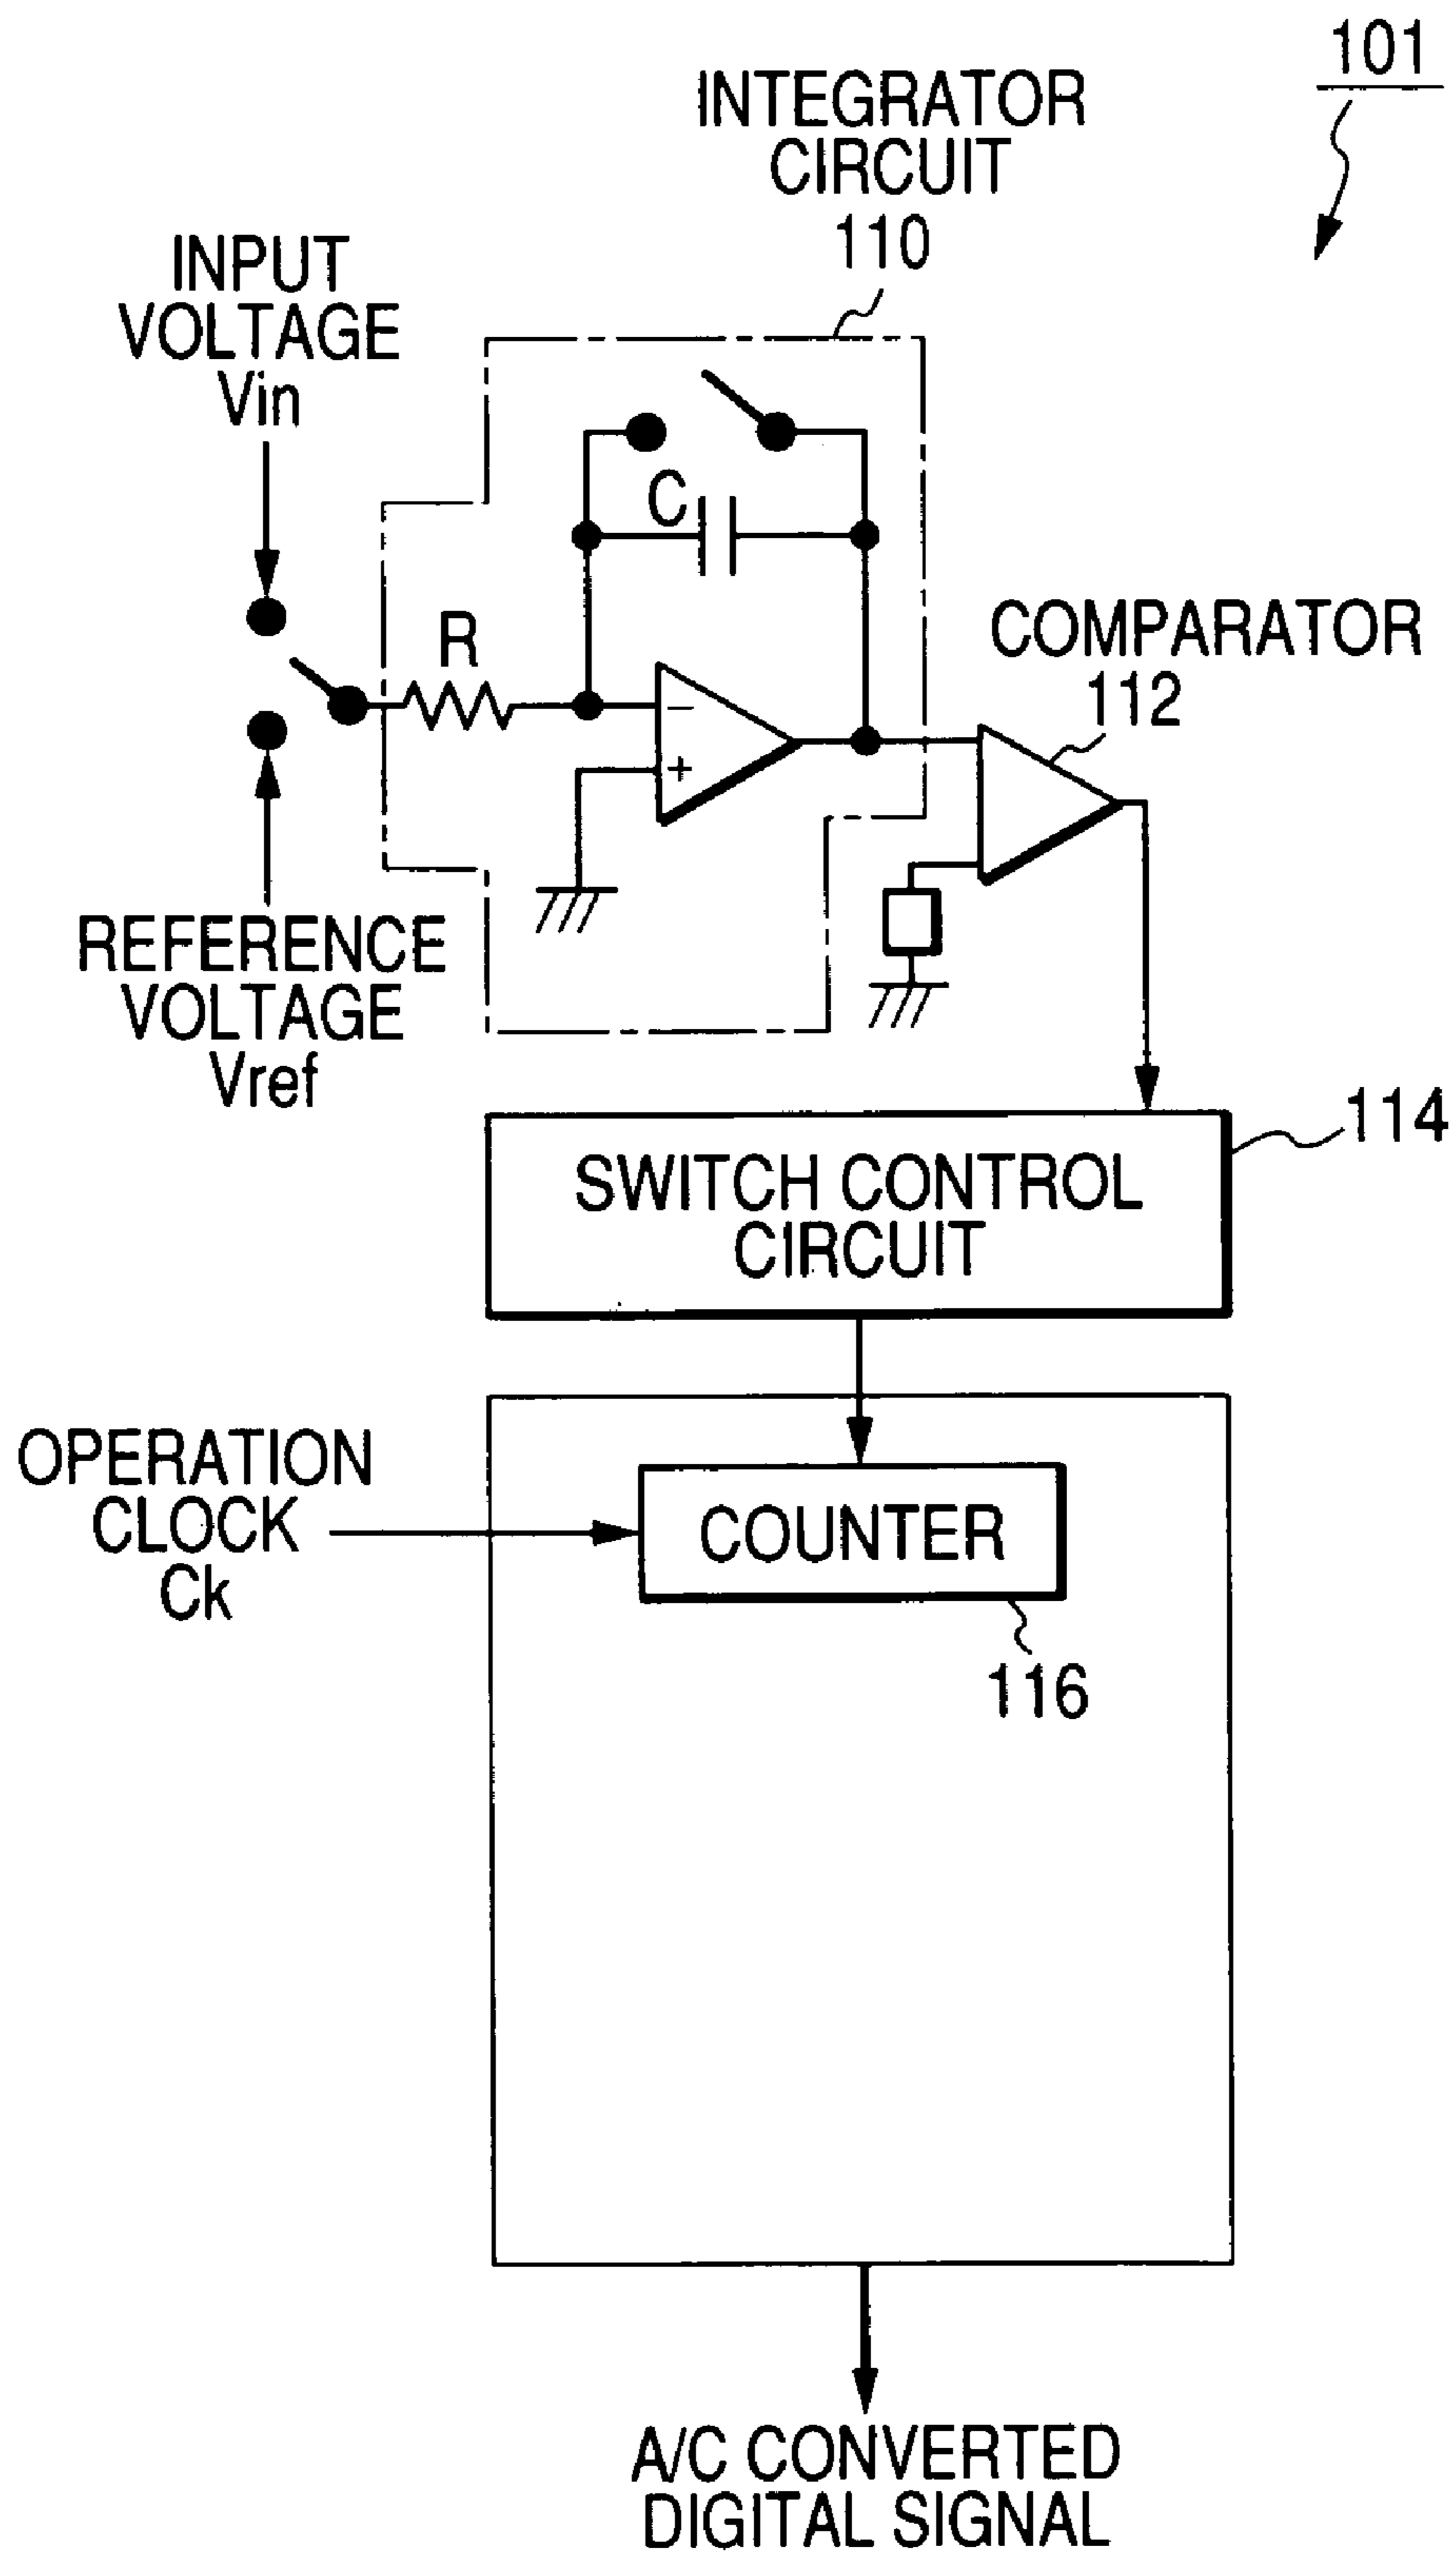 101
INTEGRATOR
CIRCUIT
110
INPUT
VOLTAGE
Vin
C
R
−
+
COMPARATOR
112
REFERENCE
VOLTAGE
Vref
114
SWITCH CONTROL
CIRCUIT
OPERATION
CLOCK
Ck
COUNTER
116
A/C CONVERTED
DIGITAL SIGNAL